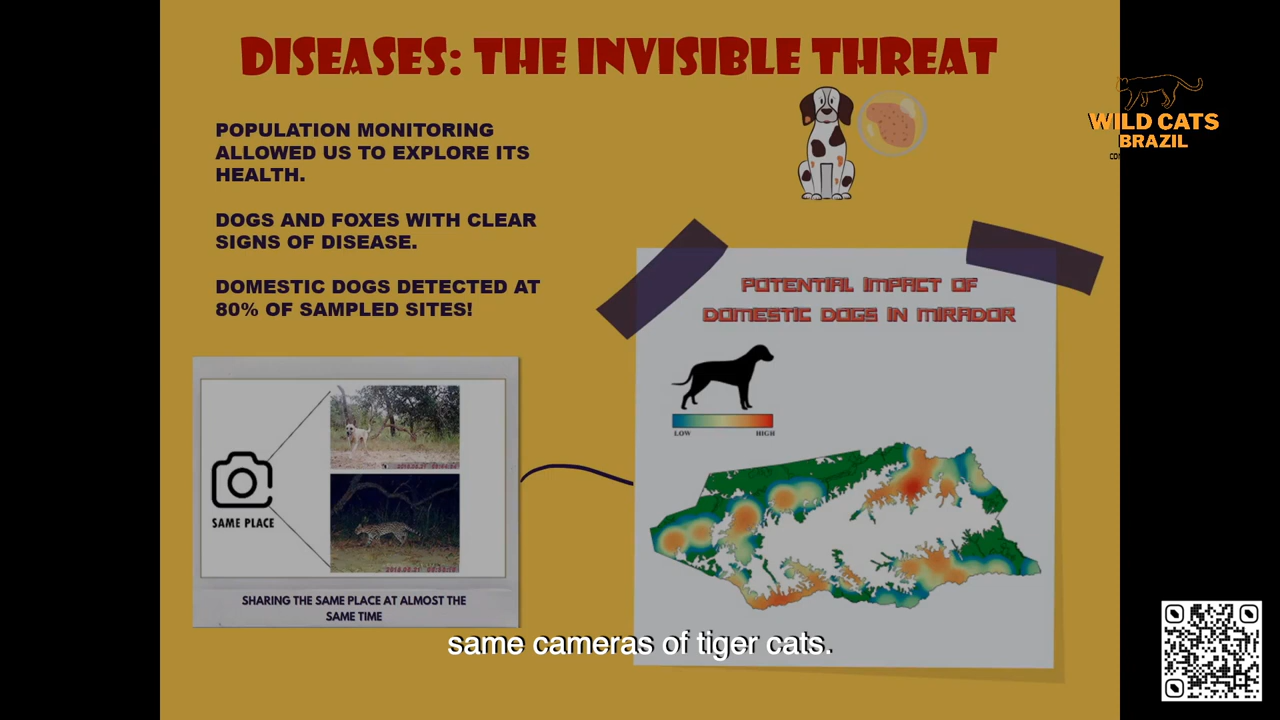 DISEASES: THE INVISIBLE THREAT
POPULATION MONITORING
ALLOWED US TO EXPLORE ITS
HEALTH.
DOGS AND FOXES WITH CLEAR
SIGNS OF DISEASE.
DOMESTIC DOGS DETECTED AT
80% OF SAMPLED SITES!
WILD CATS
BRAZIL
POTENTIAL IMPACT OF
DOMESTIC DOGS IN MIRADOR
LOW HIGH
SAME PLACE
SHARING THE SAME PLACE AT ALMOST THE
SAME TIME
same cameras of tiger cats.